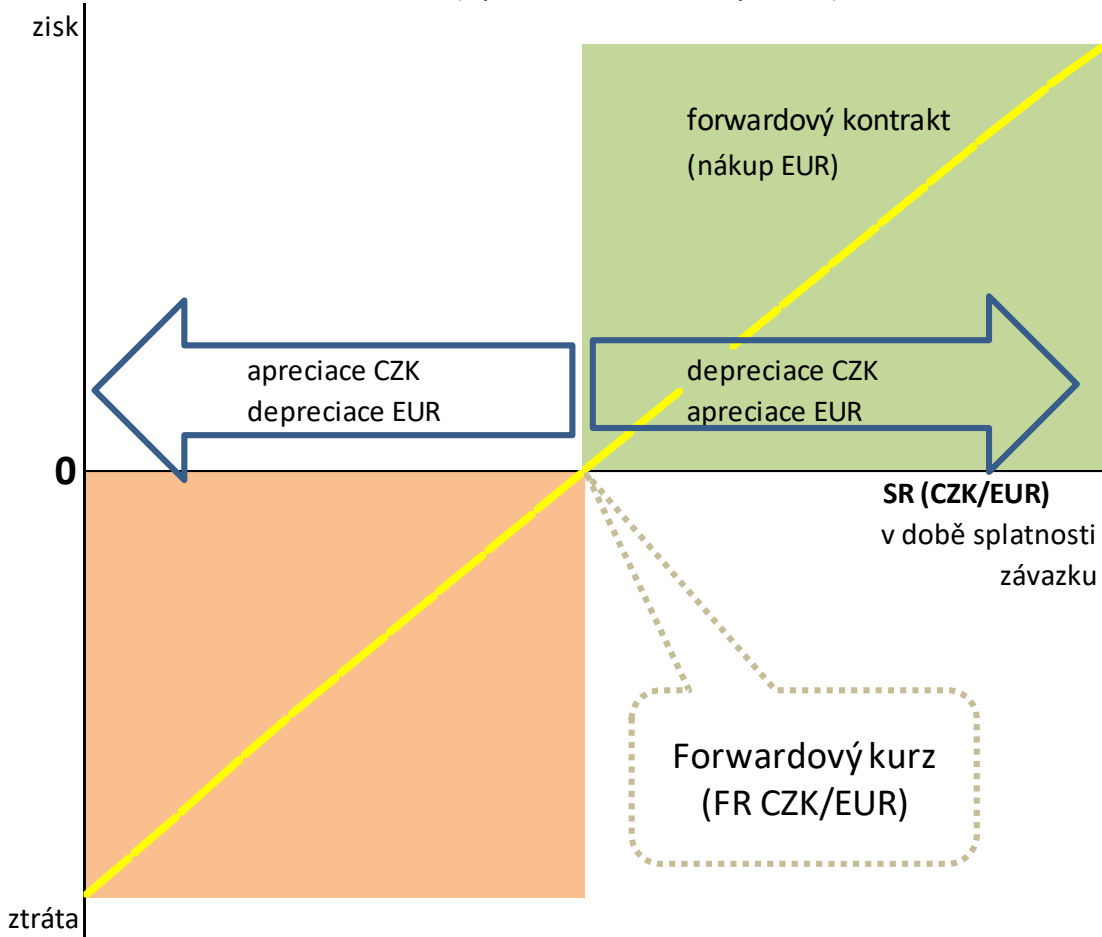 zisk
forwardový kontrakt
(nákup EUR)
apreciace CZK
depreciace EUR
depreciace CZK
apreciace EUR
0
SR (CZK/EUR)
v době splatnosti
závazku
Forwardový kurz
(FR CZK/EUR)
ztráta